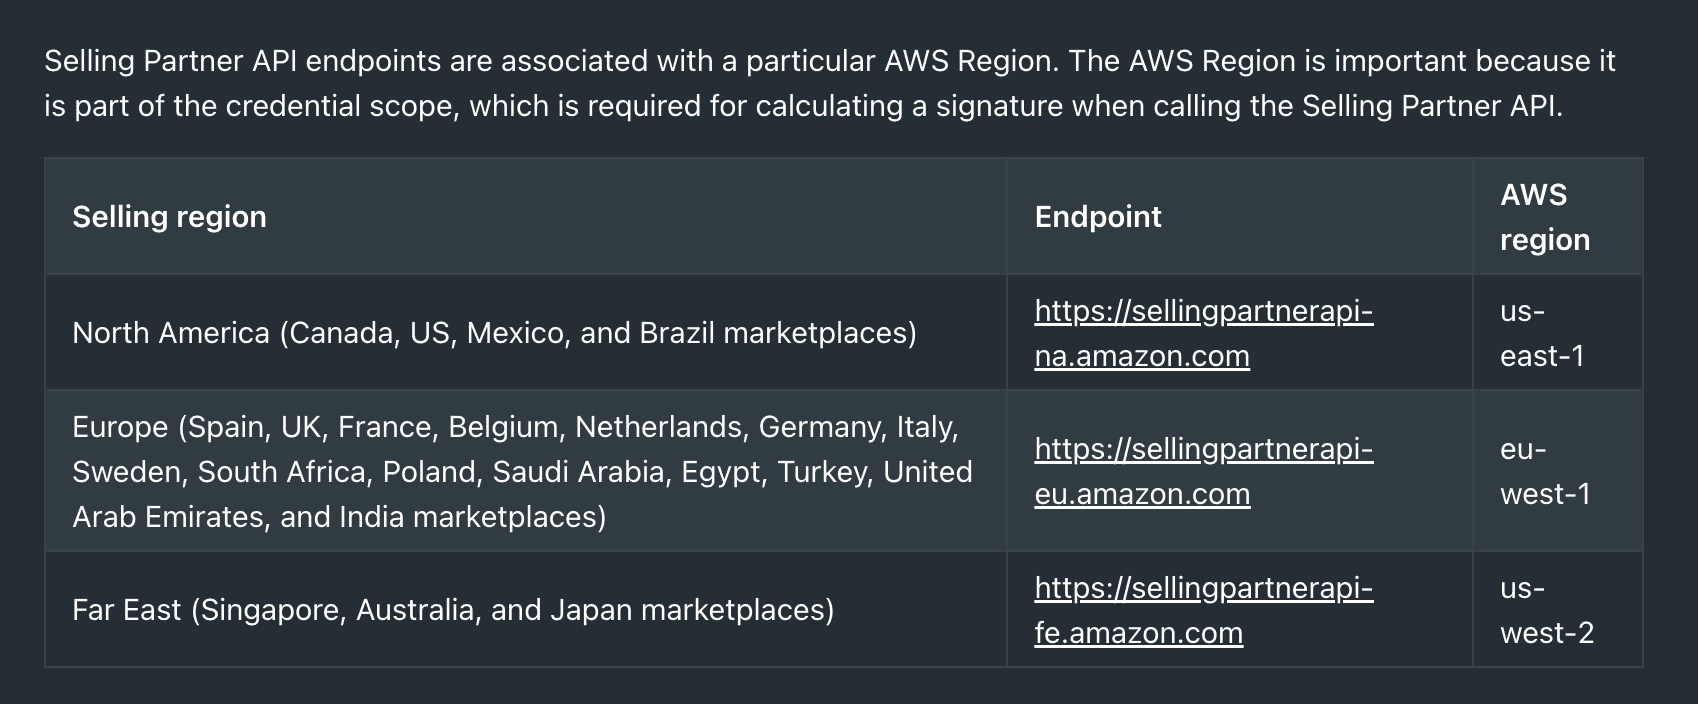 Selling Partner API endpoints are associated with a particular AWS Region. The AWS Region is important because it
is part of the credential scope, which is required for calculating a signature when calling the Selling Partner API.
Selling region
Endpoint
AWS
region
North America (Canada, US, Mexico, and Brazil marketplaces)
https://sellingpartnerapi-
na.amazon.com
us-
east-1
Europe (Spain, UK, France, Belgium, Netherlands, Germany, Italy,
Sweden, South Africa, Poland, Saudi Arabia, Egypt, Turkey, United
Arab Emirates, and India marketplaces)
https://sellingpartnerapi-
eu.amazon.com
eu-
west-1
Far East (Singapore, Australia, and Japan marketplaces)
https://sellingpartnerapi-
fe.amazon.com
us-
west-2